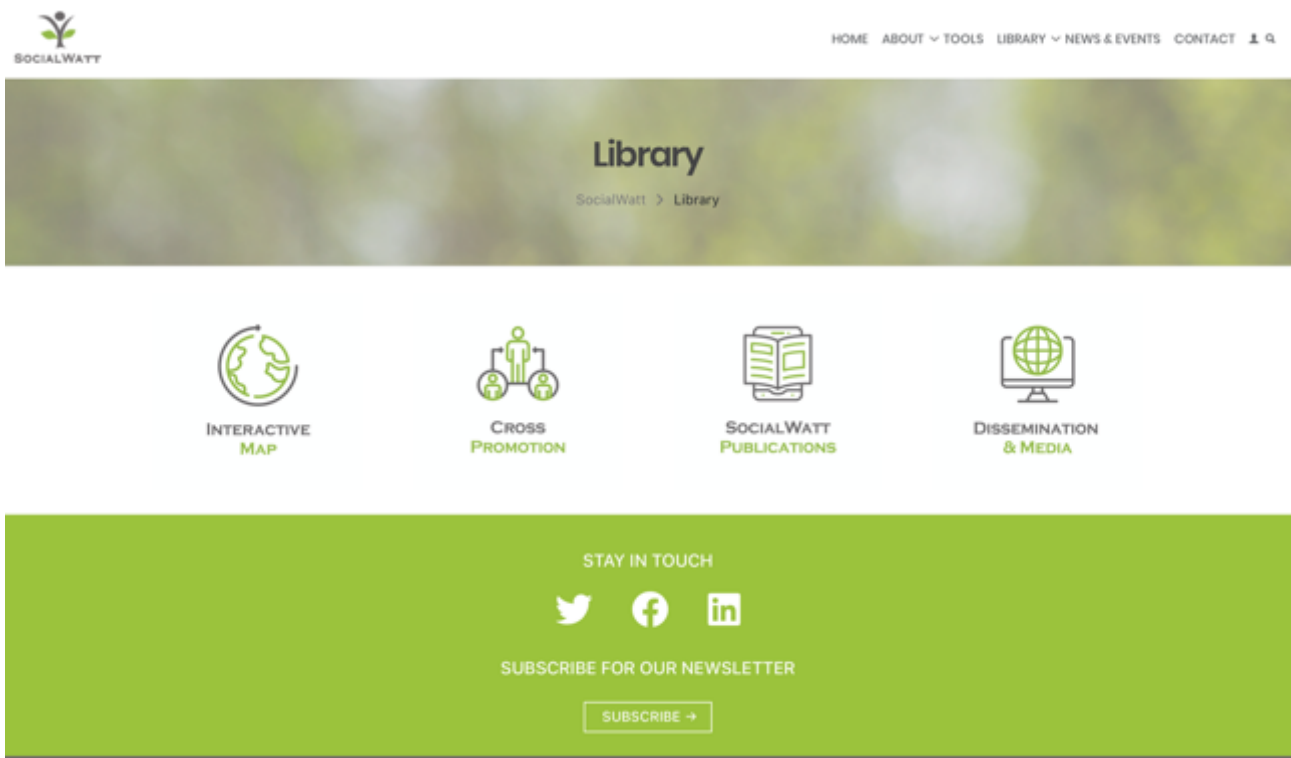 SOCIALWATT
HOME ABOUT TOOLS LIBRARY NEWS & EVENTS CONTACT
Library
SocialWatt > Library
INTERACTIVE
MAP
CROSS
PROMOTION
SOCIALWATT
PUBLICATIONS
DISSEMINATION
& MEDIA
STAY IN TOUCH
SUBSCRIBE FOR OUR NEWSLETTER
SUBSCRIBE →